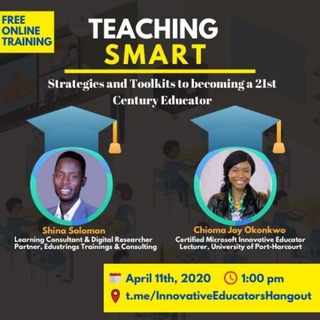 FREE
ONLINE
TRAINING
TEACHING
SMART
Strategies and Toolkits to becoming a 21st
Century Educator
Shina Solomon
Learning Consultant & Digital Researcher
Partner, Edustrings Trainings & Consulting
Chioma Joy Okonkwo
Certified Microsoft Innovative Educator
Lecturer, University of Port-Harcourt
April 11th, 2020
1:00 pm
t.me/InnovativeEducatorsHangout